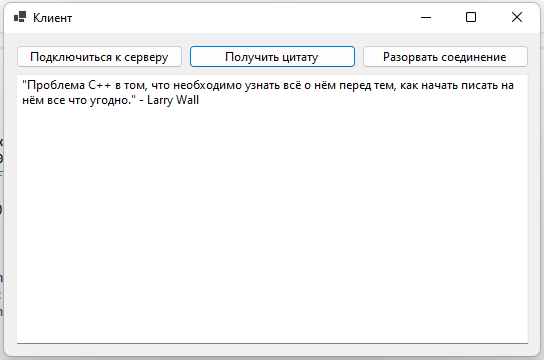 Клиент
Подключиться к серверу Получить цитату Разорвать соединение
"Проблема C++ в том, что необходимо узнать всё о нём перед тем, как начать писать на
нём все что угодно." - Larry Wall